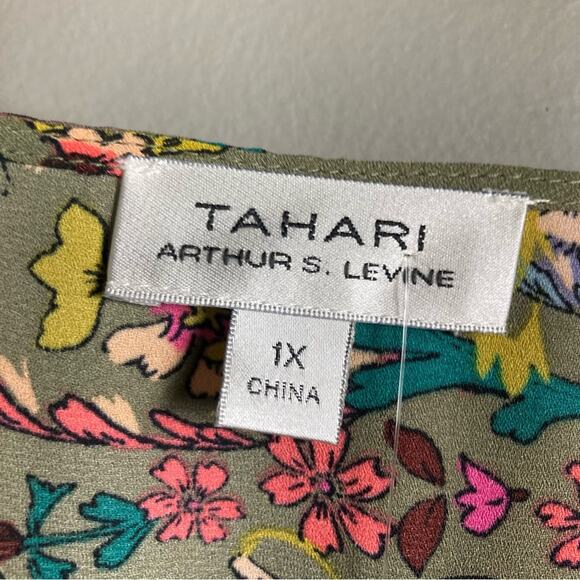 TAHARI
ARTHUR S. LEVINE
1X
CHINA